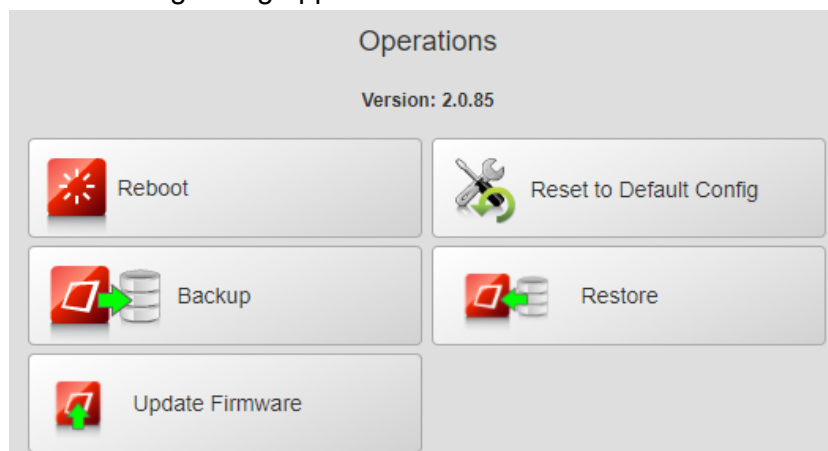 Operations
Version: 2.0.85
Reboot
Reset to Default Config
Backup
Restore
Update Firmware